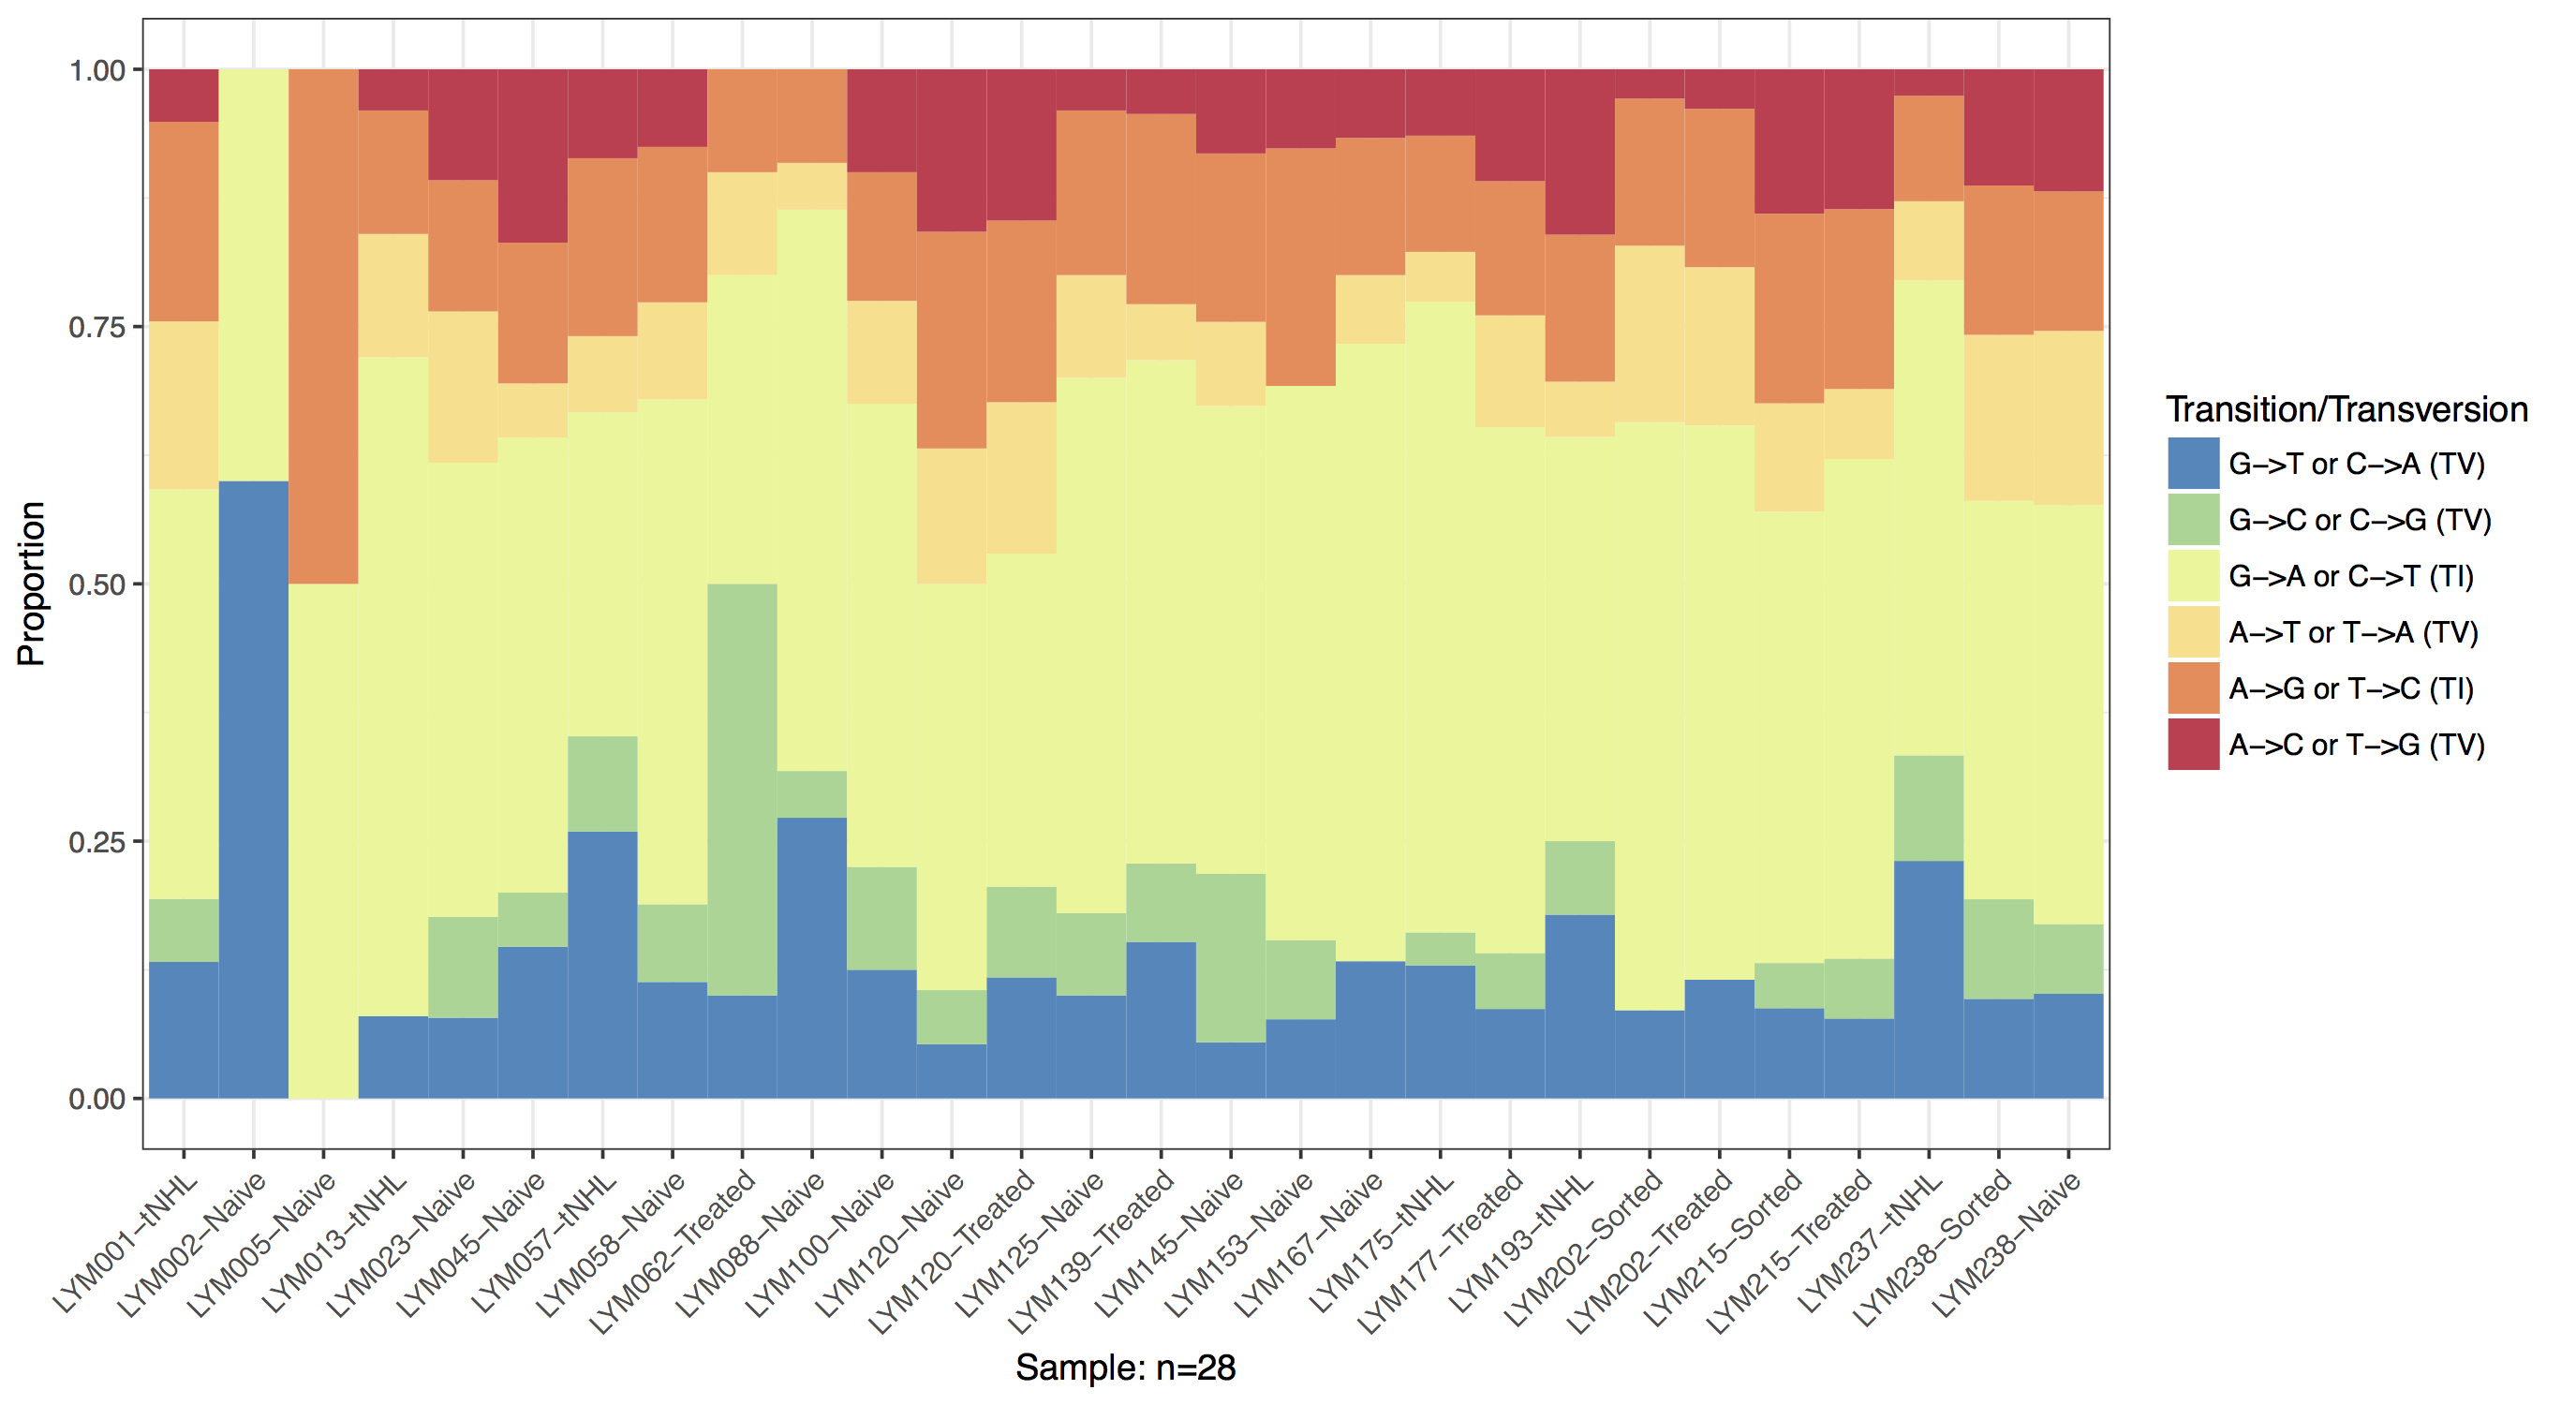 1.00
0.75
0.50
0.25
0.00
Proportion
LYM001−tNHL
LYM002−Naive
LYM005−Naive
LYM013−tNHL
LYM023−Naive
LYM045−Naive
LYM057−tNHL
LYM058−Naive
LYM062−Treated
LYM088−Naive
LYM100−Naive
LYM120−Naive
LYM120−Treated
LYM125−Naive
LYM139−Treated
LYM145−Naive
LYM153−Naive
LYM167−Naive
LYM175−tNHL
LYM177−Treated
LYM193−tNHL
LYM202−Sorted
LYM202−Treated
LYM215−Sorted
LYM215−Treated
LYM237−tNHL
LYM238−Sorted
LYM238−Naive
Sample: n=28
Transition/Transversion
G−>T or C−>A (TV)
G−>C or C−>G (TV)
G−>A or C−>T (TI)
A−>T or T−>A (TV)
A−>G or T−>C (TI)
A−>C or T−>G (TV)